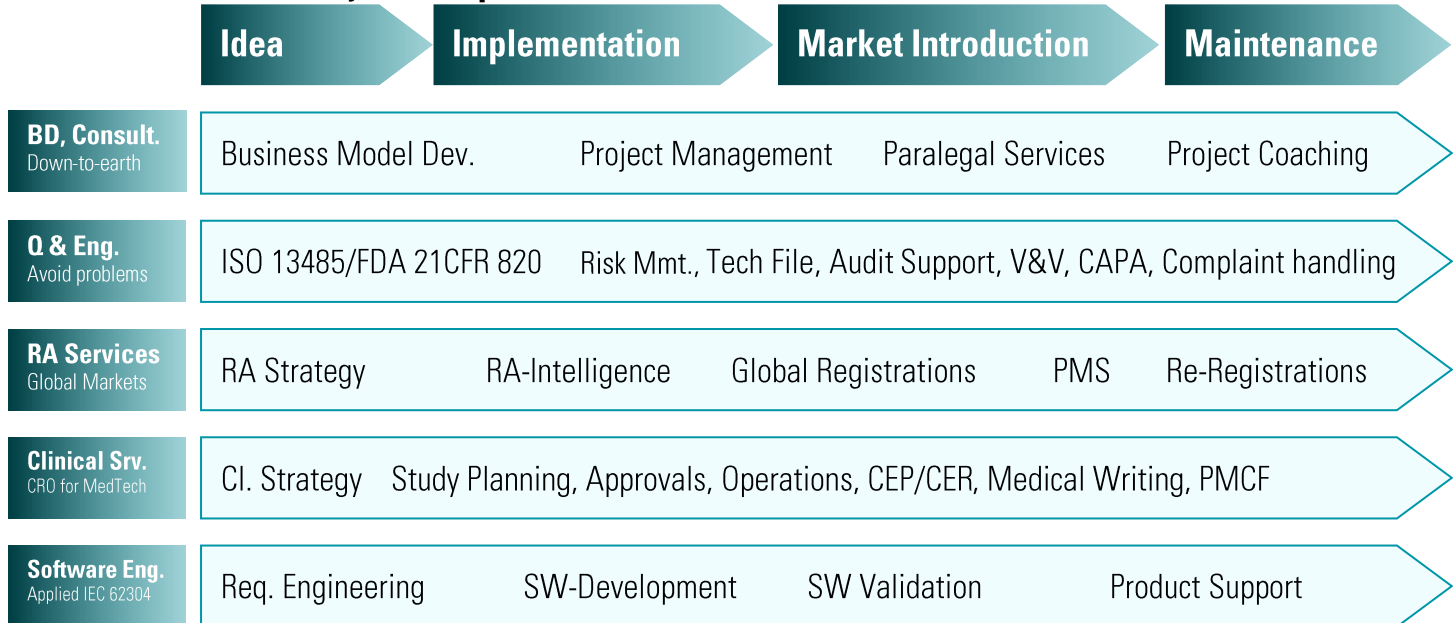 Idea Implementation Market Introduction Maintenance
BD, Consult.
Down-to-earth
Business Model Dev. Project Management Paralegal Services Project Coaching
Q & Eng.
Avoid problems
ISO 13485/FDA 21CFR 820 Risk Mmt., Tech File, Audit Support, V&V, CAPA, Complaint handling
RA Services
Global Markets
RA Strategy RA-Intelligence Global Registrations PMS Re-Registrations
Clinical Srv.
CRO for MedTech
Cl. Strategy Study Planning, Approvals, Operations, CEP/CER, Medical Writing, PMCF
Software Eng.
Applied IEC 62304
Req. Engineering SW-Development SW Validation Product Support